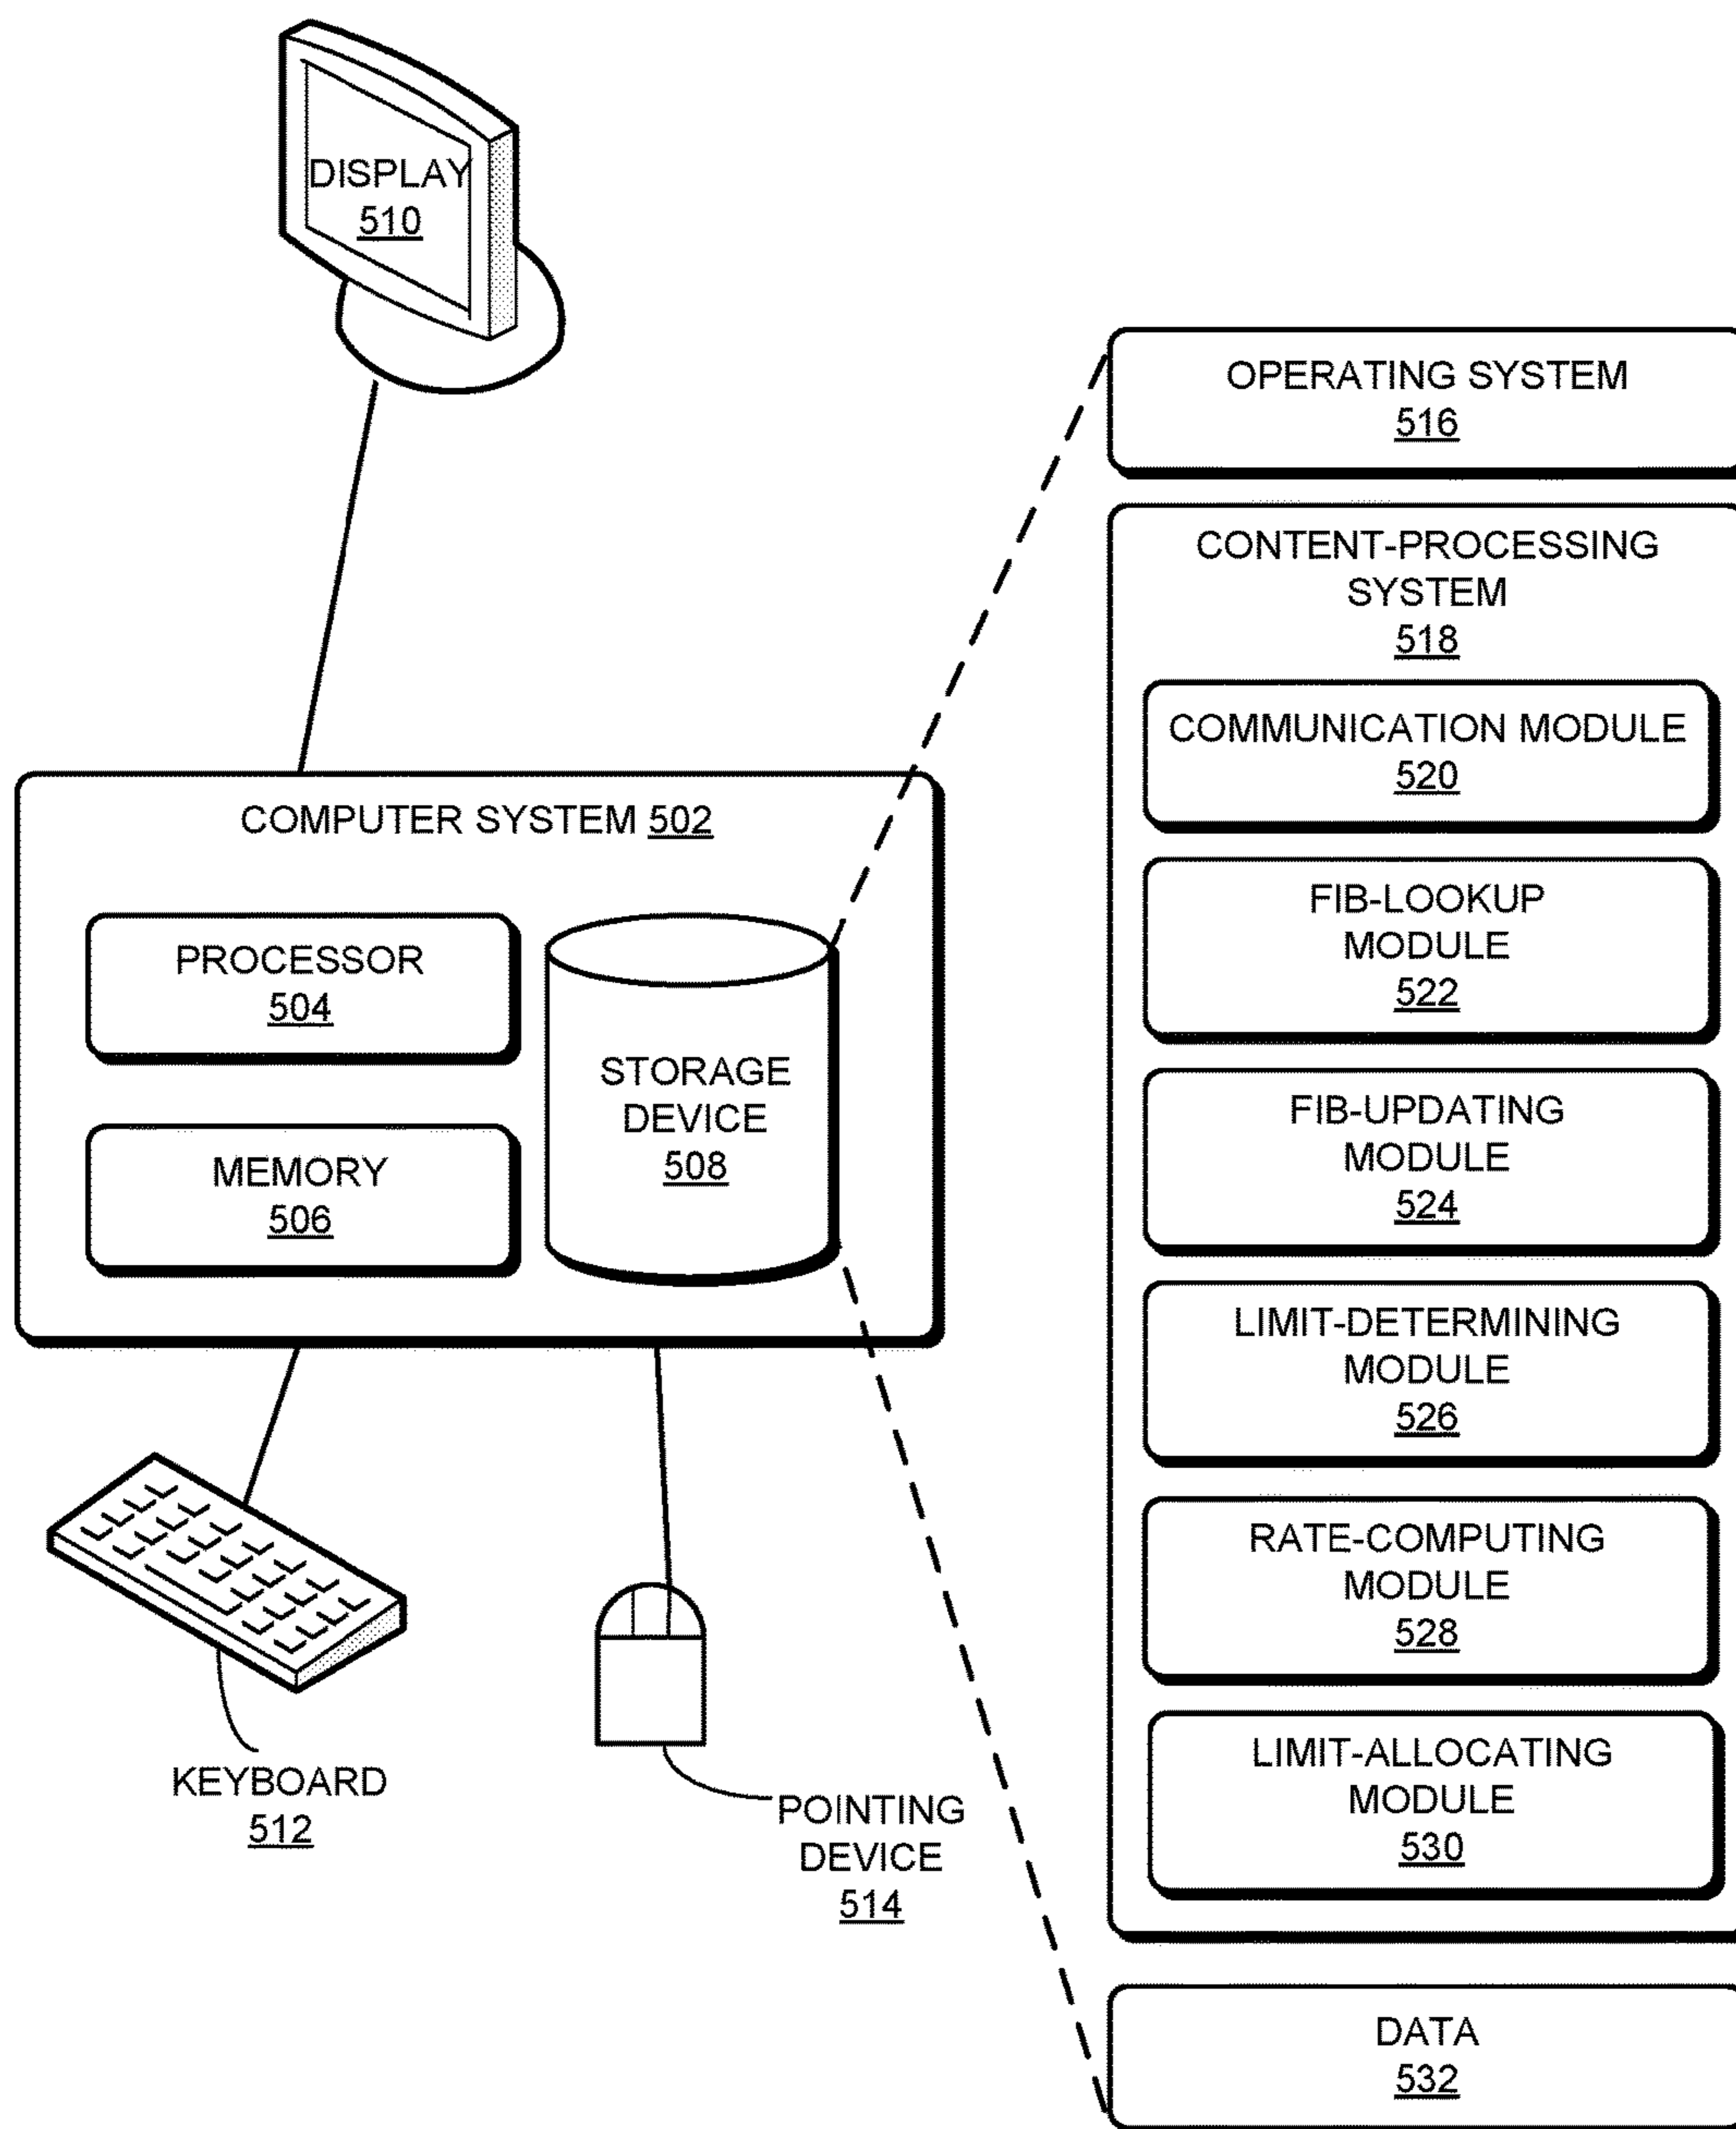 DISPLAY
510
COMPUTER SYSTEM 502
PROCESSOR
504
MEMORY
506
STORAGE
DEVICE
508
KEYBOARD
512
POINTING
DEVICE
514
OPERATING SYSTEM
516
CONTENT-PROCESSING
SYSTEM
518
COMMUNICATION MODULE
520
FIB-LOOKUP
MODULE
522
FIB-UPDATING
MODULE
524
LIMIT-DETERMINING
MODULE
526
RATE-COMPUTING
MODULE
528
LIMIT-ALLOCATING
MODULE
530
DATA
532